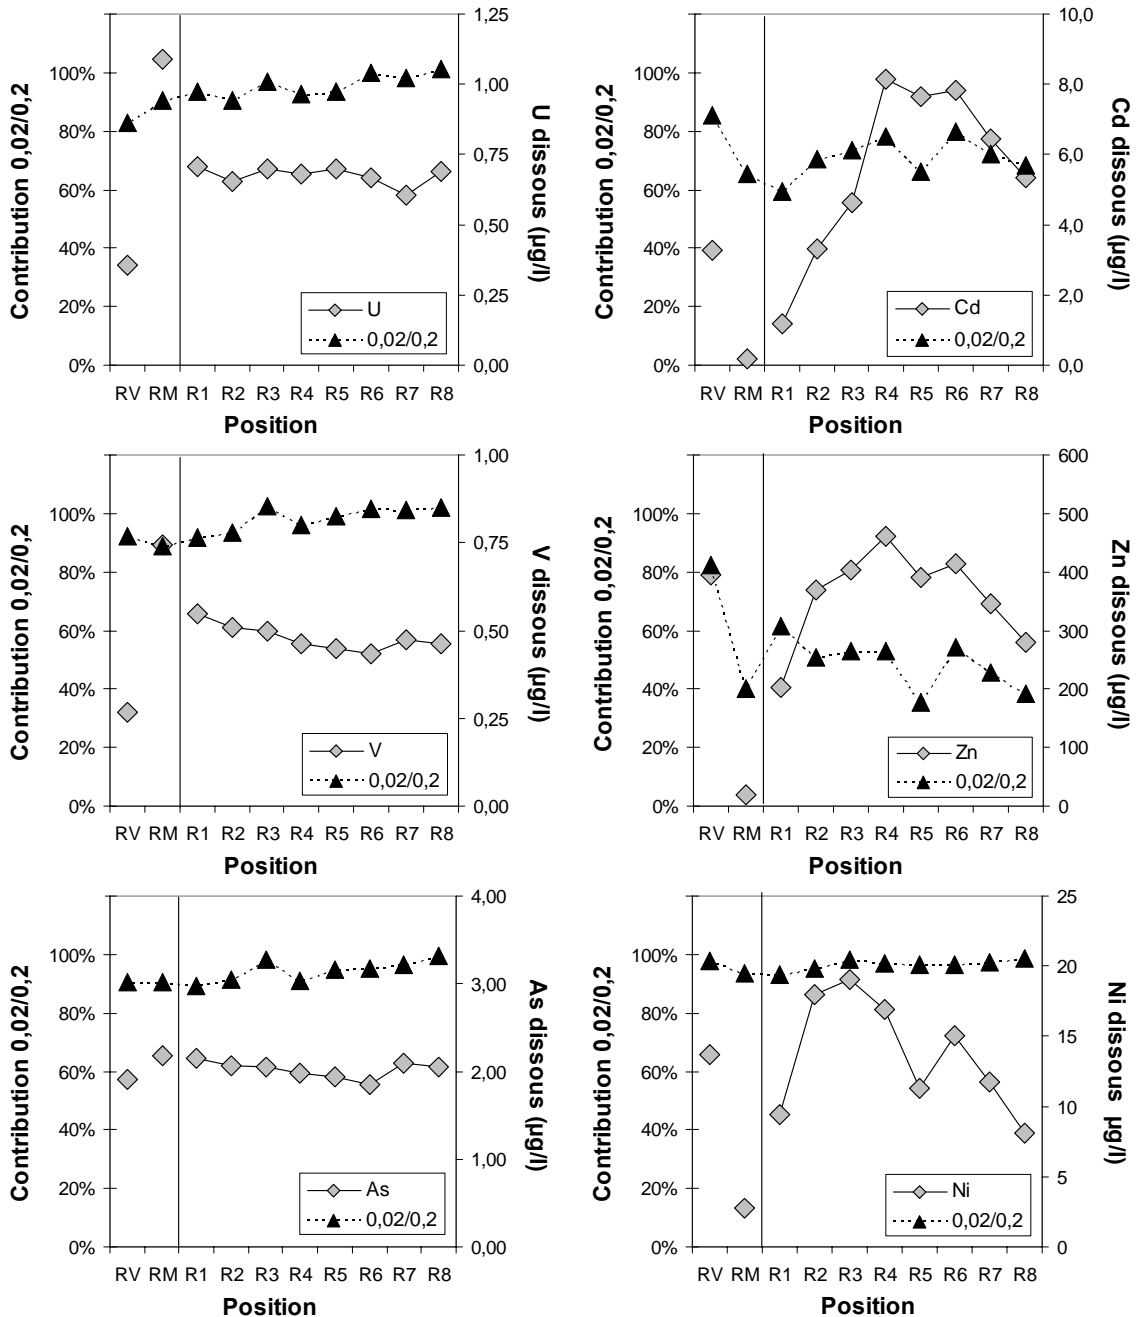 Contribution 0,02/0,2
100%
80%
60%
40%
20%
0%
1,25
1,00
0,75
0,50
0,25
0,00
U dissous (µg/l)
U
0,02/0,2
RV RM R1 R2 R3 R4 R5 R6 R7 R8
Position
Contribution 0,02/0,2
100%
80%
60%
40%
20%
0%
10,0
8,0
6,0
4,0
2,0
0,0
Cd dissous (µg/l)
Cd
0,02/0,2
RV RM R1 R2 R3 R4 R5 R6 R7 R8
Position
Contribution 0,02/0,2
100%
80%
60%
40%
20%
0%
1,00
0,75
0,50
0,25
0,00
V dissous (µg/l)
V
0,02/0,2
RV RM R1 R2 R3 R4 R5 R6 R7 R8
Position
Contribution 0,02/0,2
100%
80%
60%
40%
20%
0%
600
500
400
300
200
100
0
Zn dissous (µg/l)
Zn
0,02/0,2
RV RM R1 R2 R3 R4 R5 R6 R7 R8
Position
Contribution 0,02/0,2
100%
80%
60%
40%
20%
0%
4,00
3,00
2,00
1,00
0,00
As dissous (µg/l)
As
0,02/0,2
RV RM R1 R2 R3 R4 R5 R6 R7 R8
Position
Contribution 0,02/0,2
100%
80%
60%
40%
20%
0%
25
20
15
10
5
0
Ni dissous µg/l)
Ni
0,02/0,2
RV RM R1 R2 R3 R4 R5 R6 R7 R8
Position